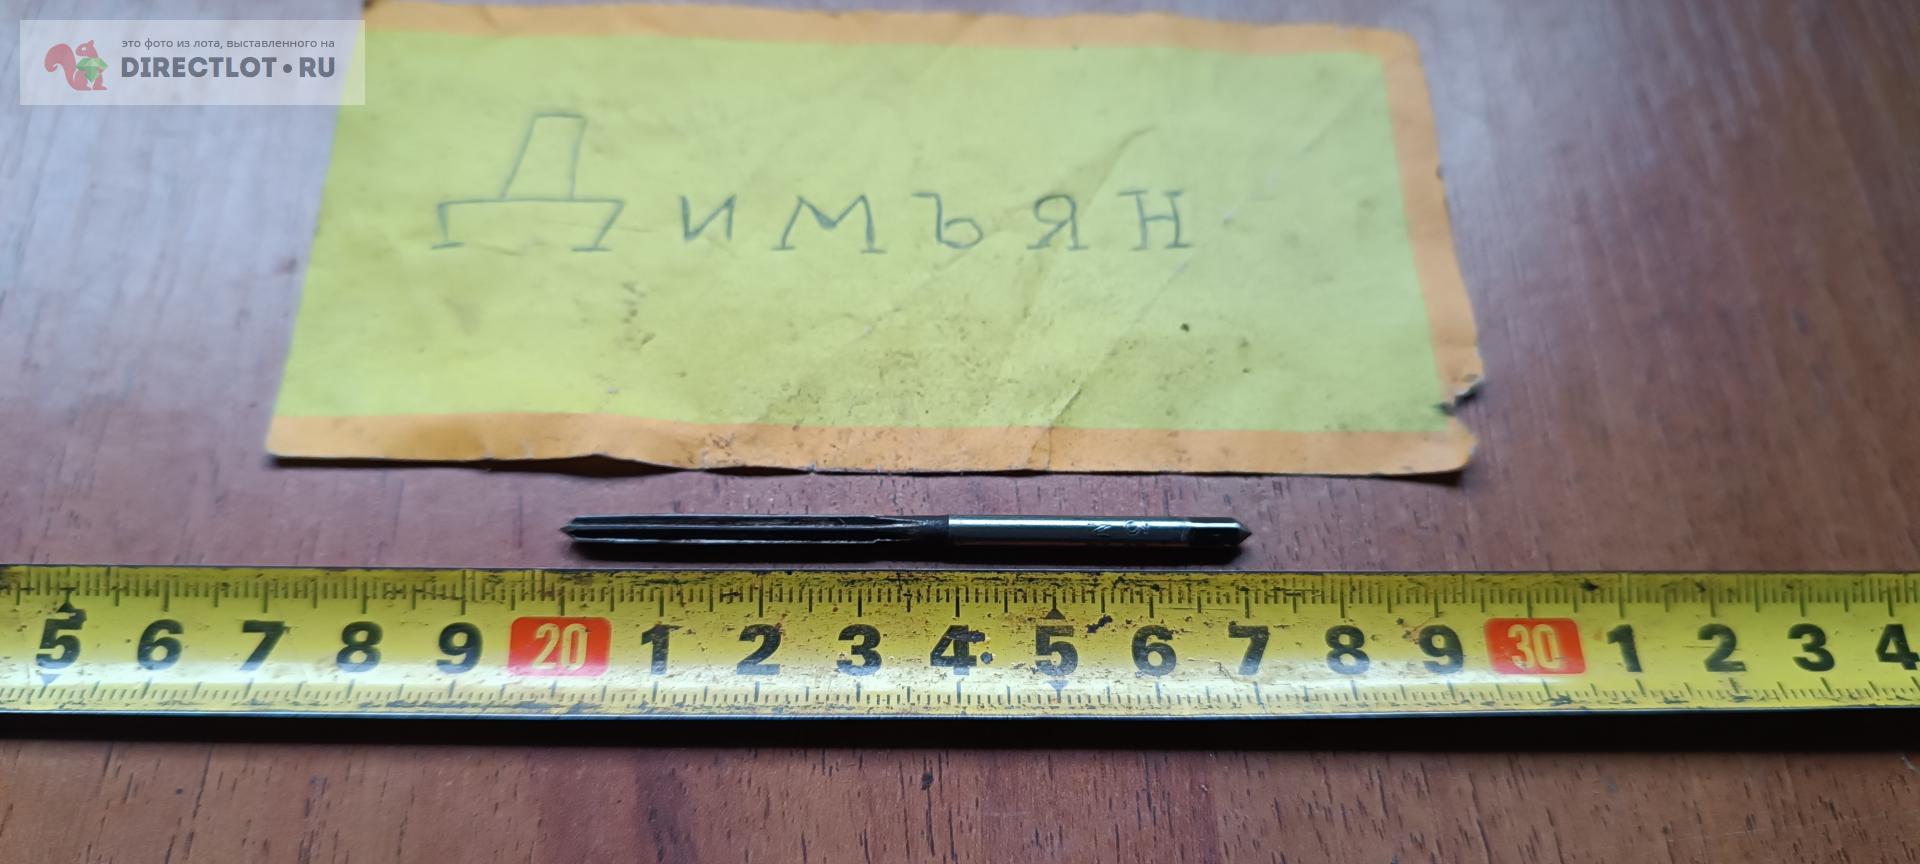 это фото из лота, выставленного на
DIRECTLOT.RU
Димъян
5 6 7 8 9 20 1 2 3 4 5 6 7 8 9 30 1 2 3 4